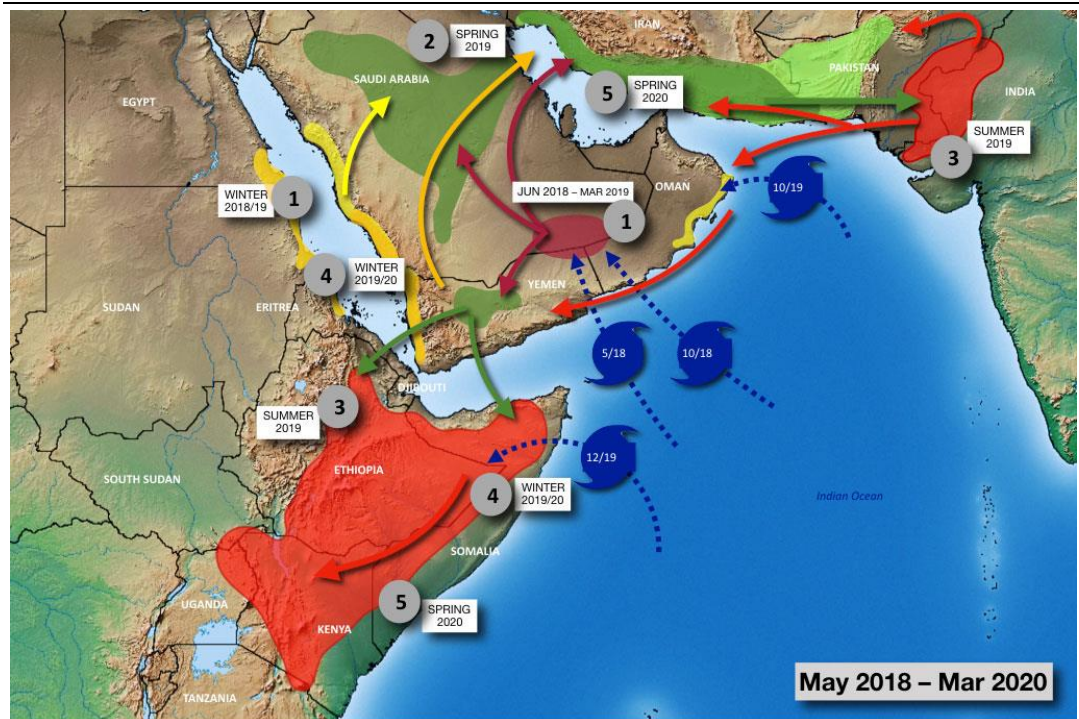 IRAN
2
SPRING
2019
SAUDI ARABIA
PAKISTAN
EGYPT
5
SPRING
2020
INDIA
SUMMER
2019
3
WINTER
2018/19
1
JUN 2018 – MAR 2019
OMAN
10/19
1
4
WINTER
2019/20
YEMEN
SUDAN
ERITREA
5/18
10/18
DJIBOUTI
3
SUMMER
2019
12/19
ETHIOPIA
SOUTH SUDAN
4
WINTER
2019/20
Indian Ocean
SOMALIA
UGANDA
5
SPRING
2020
KENYA
TANZANIA
May 2018 – Mar 2020